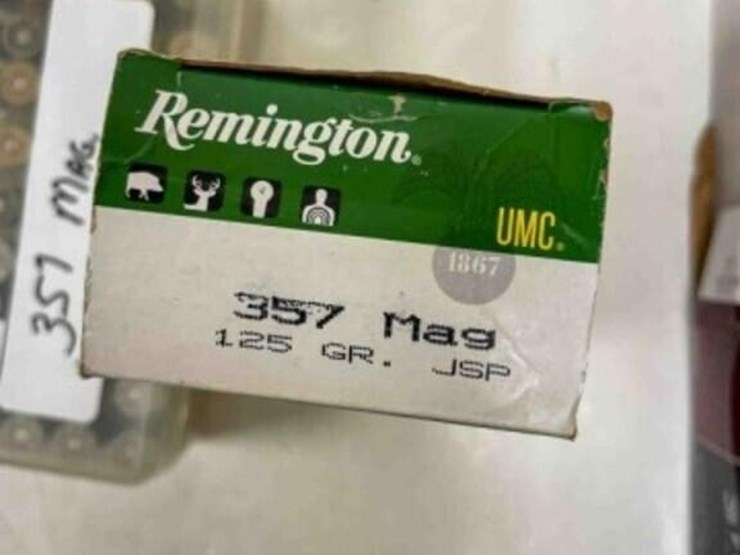 Remington®
UMC®
1867
357 Mag
125 GR. JSP
357 MAG.